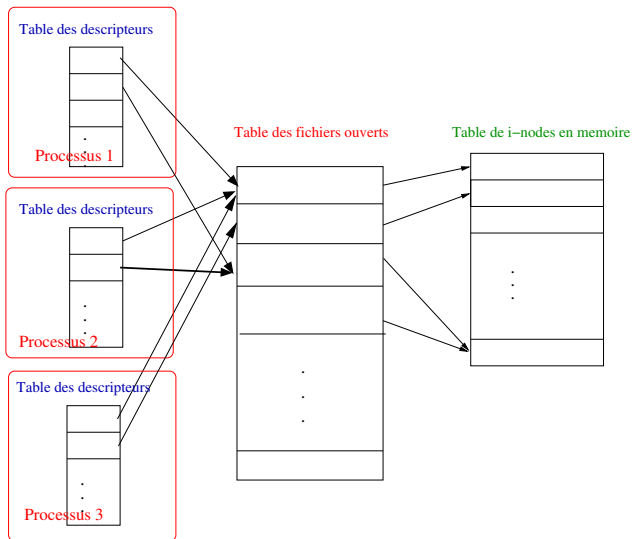 Table des descripteurs
Processus 1
Table des descripteurs
Processus 2
Table des descripteurs
Processus 3
Table des fichiers ouverts
Table de i−nodes en memoire